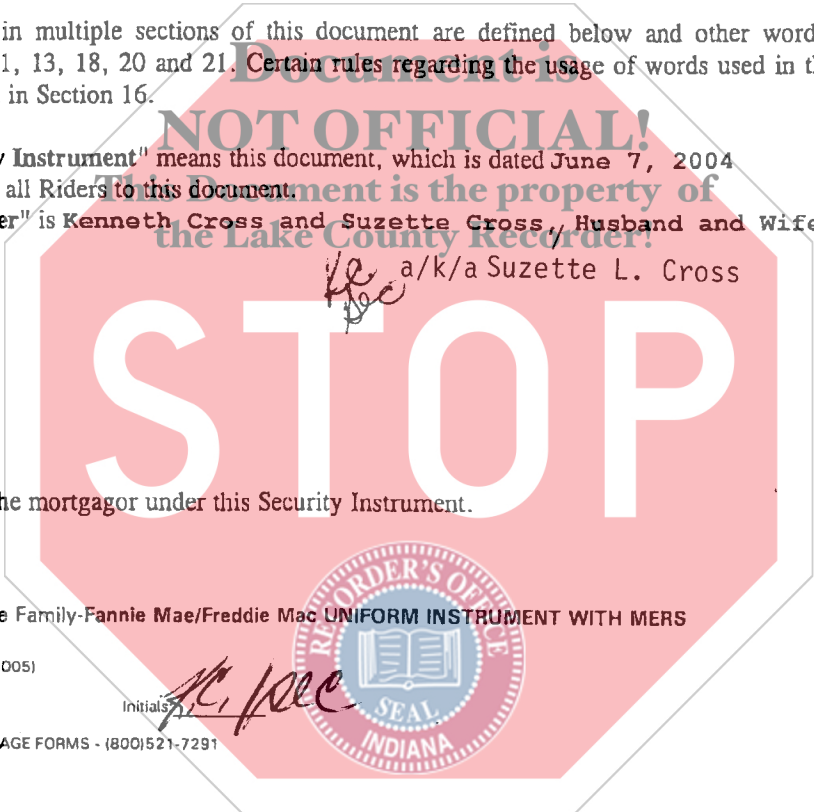 in multiple sections of this document are defined below and other word
1, 13, 18, 20 and 21. Certain rules regarding the usage of words used in t
in Section 16.
Document is
NOT OFFICIAL!
This Document is the property of
the Lake County Recorder!
Instrument" means this document, which is dated June 7, 2004
all Riders to this document.
er" is Kenneth Cross and Suzette Cross, Husband and Wife
KC a/k/a Suzette L. Cross
slc
STOP
he mortgagor under this Security Instrument.
e Family-Fannie Mae/Freddie Mac UNIFORM INSTRUMENT WITH MERS
005)
Initials: K.C. slc
AGE FORMS - (800)521-7291
RECORDER'S OFFICE
SEAL
INDIANA